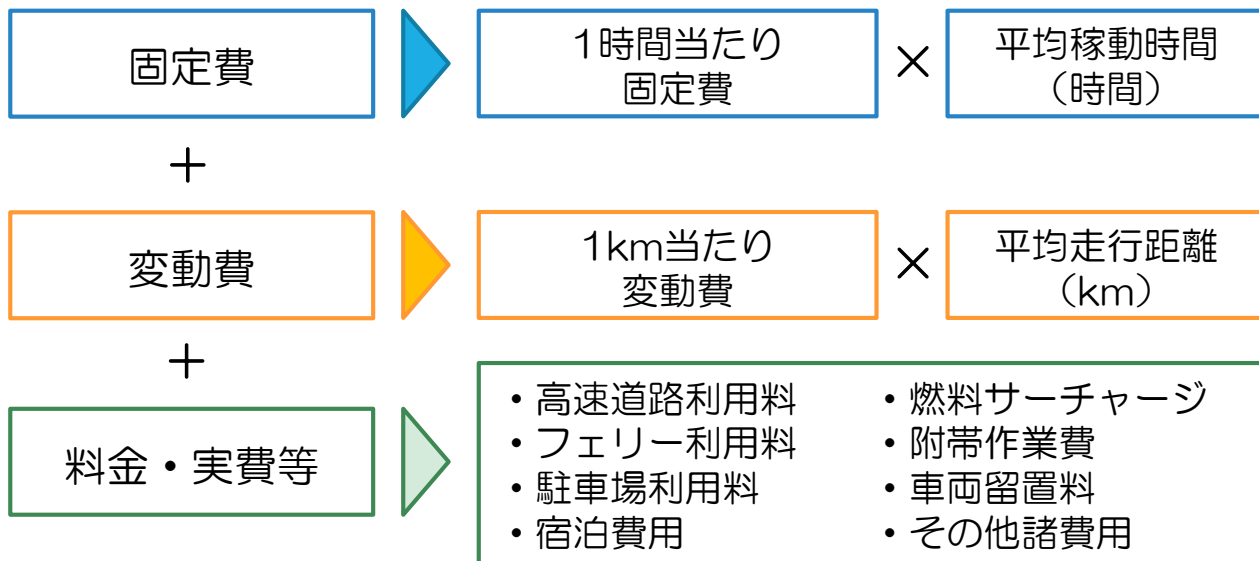 固定費
1時間当たり
固定費
×
平均稼動時間
（時間）
＋
変動費
1km当たり
変動費
×
平均走行距離
（km）
＋
料金・実費等
・高速道路利用料
・フェリー利用料
・駐車場利用料
・宿泊費用
・燃料サーチャージ
・附帯作業費
・車両留置料
・その他諸費用